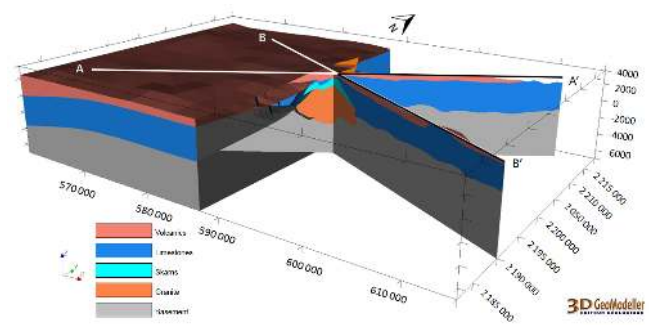 B
N
A
A'
B'
4000
2000
0
-2000
-4000
6000
570 000
580 000
590 000
600 000
610 000
2 215 000
2 210 000
2 050 000
2 200 000
2 195 000
2 190 000
2 185 000
Volcanics
Limestones
Skarns
Granite
Basement
3D GeoModeller